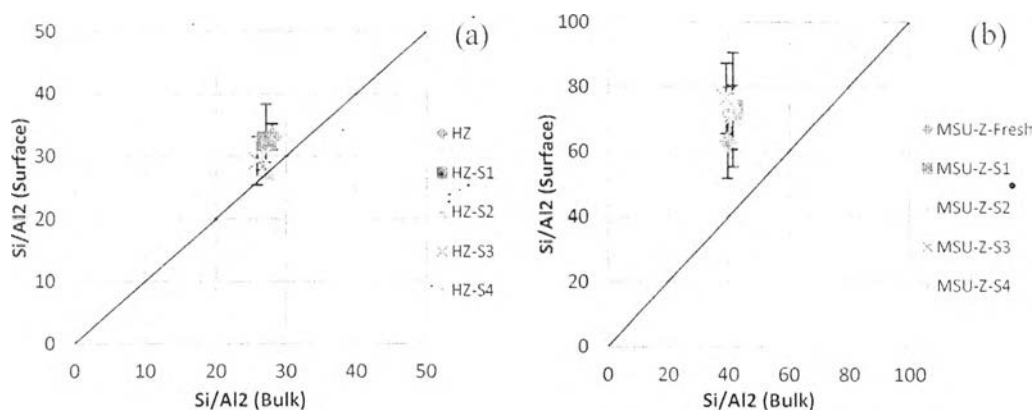 50
40
30
20
10
0
0 10 20 30 40 50
Si/Al2 (Surface)
Si/Al2 (Bulk)
(a)
HZ
HZ-S1
HZ-S2
HZ-S3
HZ-S4
100
80
60
40
20
0
0 20 40 60 80 100
Si/Al2 (Surface)
Si/Al2 (Bulk)
(b)
MSU-Z-Fresh
MSU-Z-S1
MSU-Z-S2
MSU-Z-S3
MSU-Z-S4